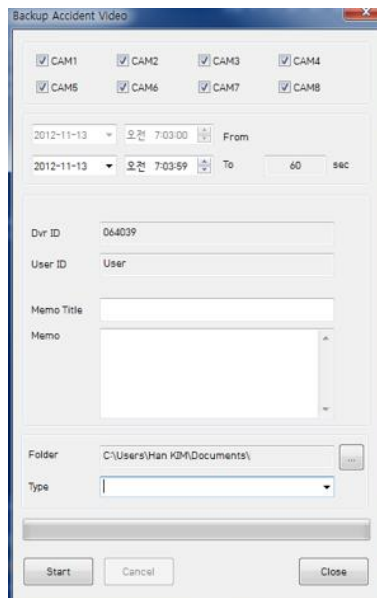 Backup Accident Video
CAM1 CAM2 CAM3 CAM4
CAM5 CAM6 CAM7 CAM8
2012-11-13 오전 7:03:00 From
2012-11-13 오전 7:03:59 To 60 sec
Dvr ID 064039
User ID User
Memo Title
Memo
Folder C:\Users\Han KIM\Documents\ ...
Type
Start Cancel Close